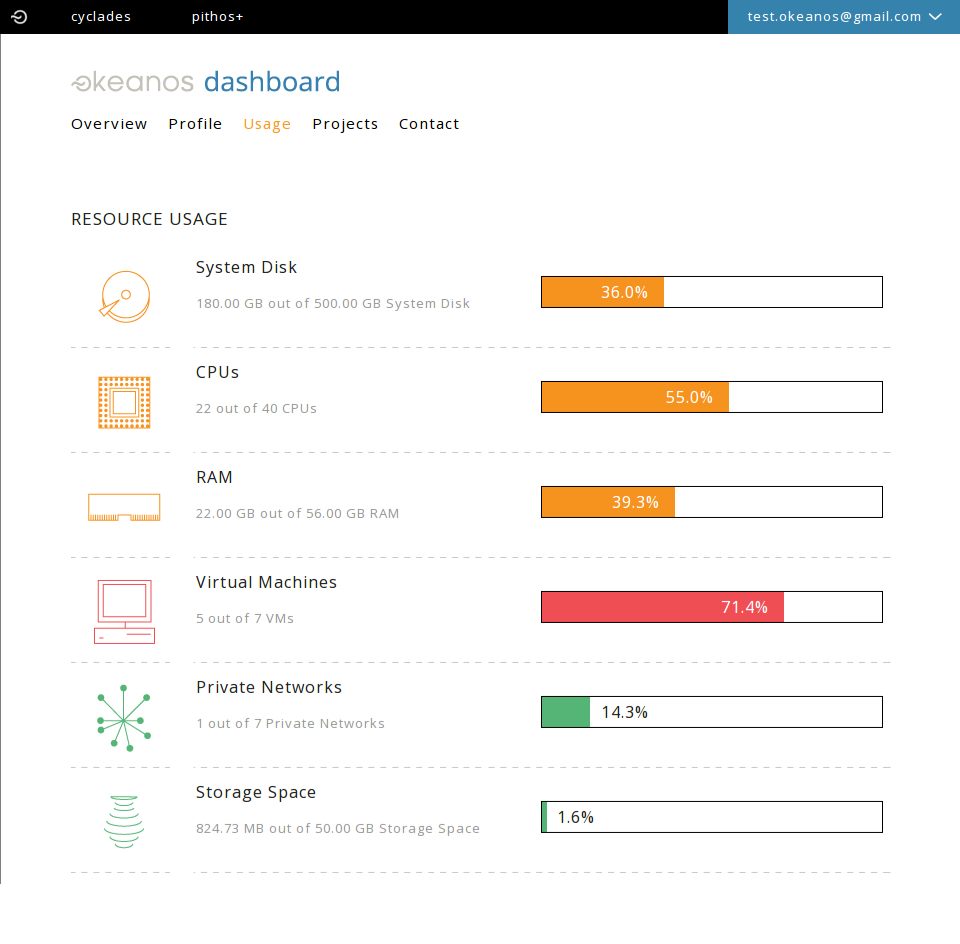 cyclades pithos+ test.okeanos@gmail.com
okeanos dashboard
Overview Profile Usage Projects Contact
RESOURCE USAGE
System Disk
180.00 GB out of 500.00 GB System Disk
36.0%
CPUs
22 out of 40 CPUs
55.0%
RAM
22.00 GB out of 56.00 GB RAM
39.3%
Virtual Machines
5 out of 7 VMs
71.4%
Private Networks
1 out of 7 Private Networks
14.3%
Storage Space
824.73 MB out of 50.00 GB Storage Space
1.6%